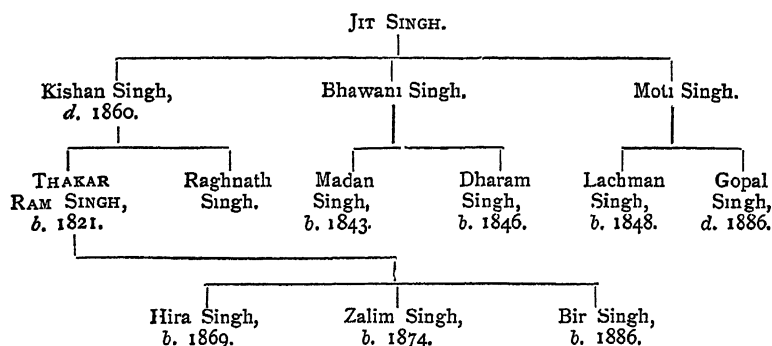 JIT SINGH.
Kishan Singh, Bhawani Singh. Moti Singh.
d. 1860.
THAKAR Raghnath Madan Dharam Lachman Gopal
RAM SINGH, Singh. Singh, Singh, Singh, Singh,
b. 1821. b. 1843. b. 1846. b. 1848. d. 1886.
Hira Singh, Zalim Singh, Bir Singh,
b. 1869. b. 1874. b. 1886.